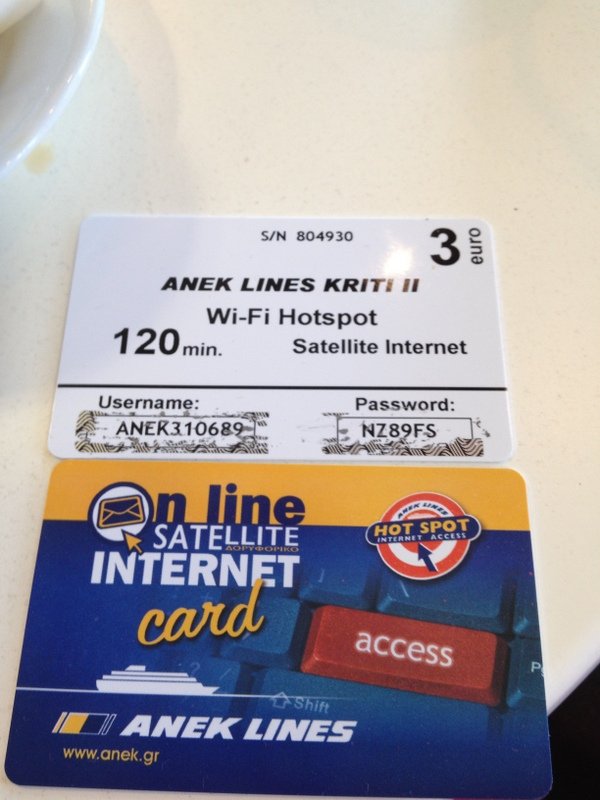 S/N 804930
3 euro
ANEK LINES KRITI II
Wi-Fi Hotspot
120 min. Satellite Internet
Username: Password:
ANEK310689 NZ89FS
On line
SATELLITE
ΔΟΡΥΦΟΡΙΚΟ
INTERNET
card
ANEK LINES
HOT SPOT
INTERNET ACCESS
access
Shift
ANEK LINES
www.anek.gr